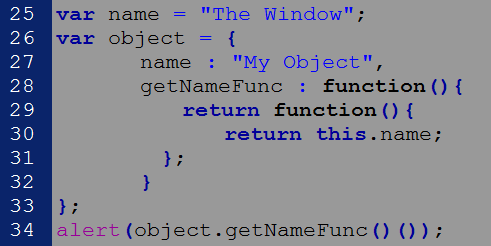 25 var name = "The Window";
26 var object = {
27 name : "My Object",
28 getNameFunc : function(){
29 return function(){
30 return this.name;
31 };
32 }
33 };
34 alert(object.getNameFunc()());